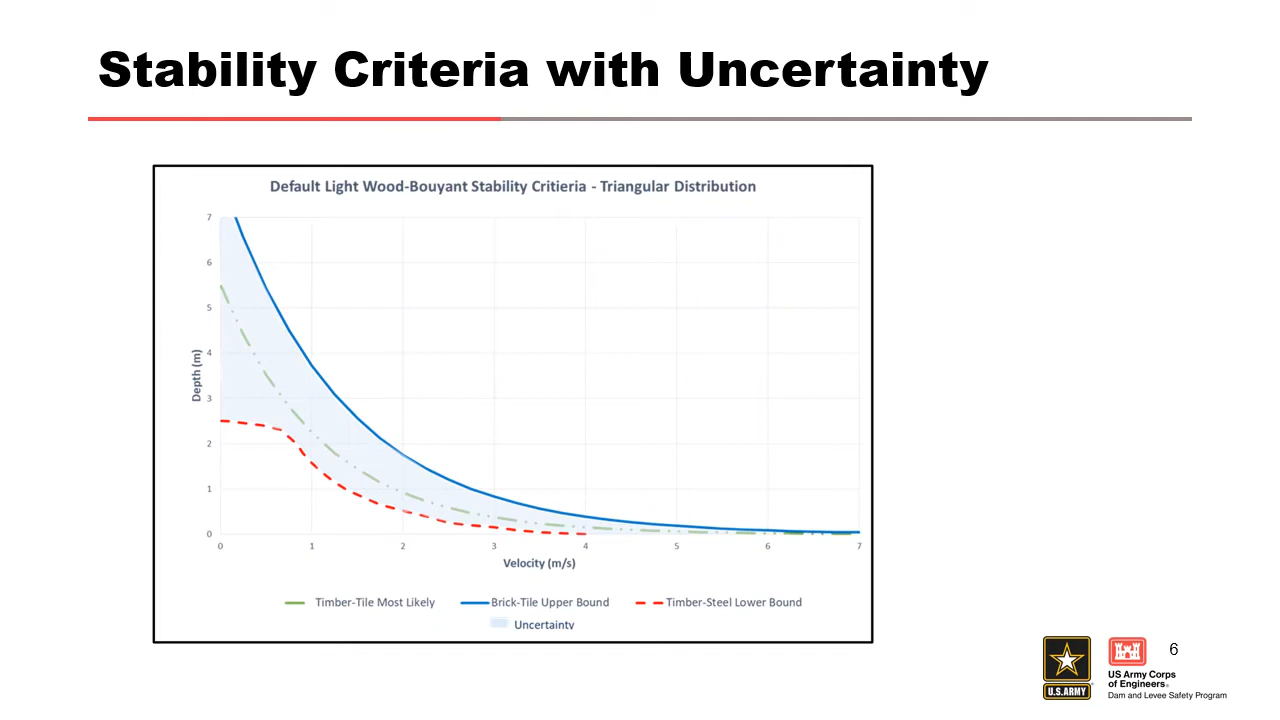 Stability Criteria with Uncertainty
Default Light Wood-Bouyant Stability Critieria - Triangular Distribution
7
6
5
4
3
2
1
0
Depth (m)
0 1 2 3 4 5 6 7
Velocity (m/s)
Timber-Tile Most Likely Brick-Tile Upper Bound Timber-Steel Lower Bound
Uncertainty
6
U.S.ARMY
US Army Corps
of Engineers®
Dam and Levee Safety Program